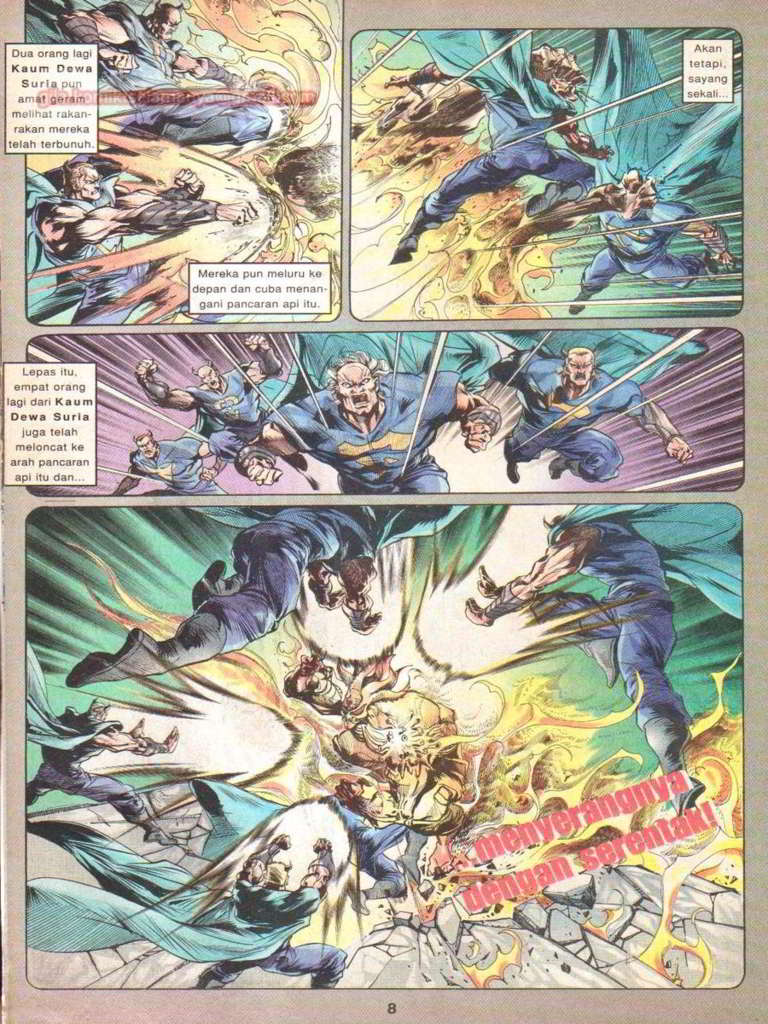 Dua orang lagi
Kaum Dewa
Suria pun
amat geram
melihat rakan-
rakan mereka
telah terbunuh.
Mereka pun meluru ke
depan dan cuba menan-
gani pancaran api itu.
Akan
tetapi,
sayang
sekali...
Lepas itu,
empat orang
lagi dari Kaum
Dewa Suria
juga telah
meloncat ke
arah pancaran
api itu dan...
...menyerangnya
dengan serentak!
8